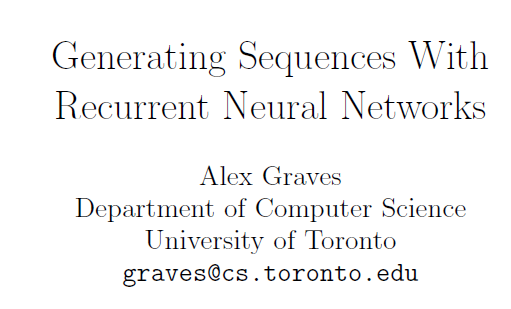 Generating Sequences With
Recurrent Neural Networks
Alex Graves
Department of Computer Science
University of Toronto
graves@cs.toronto.edu